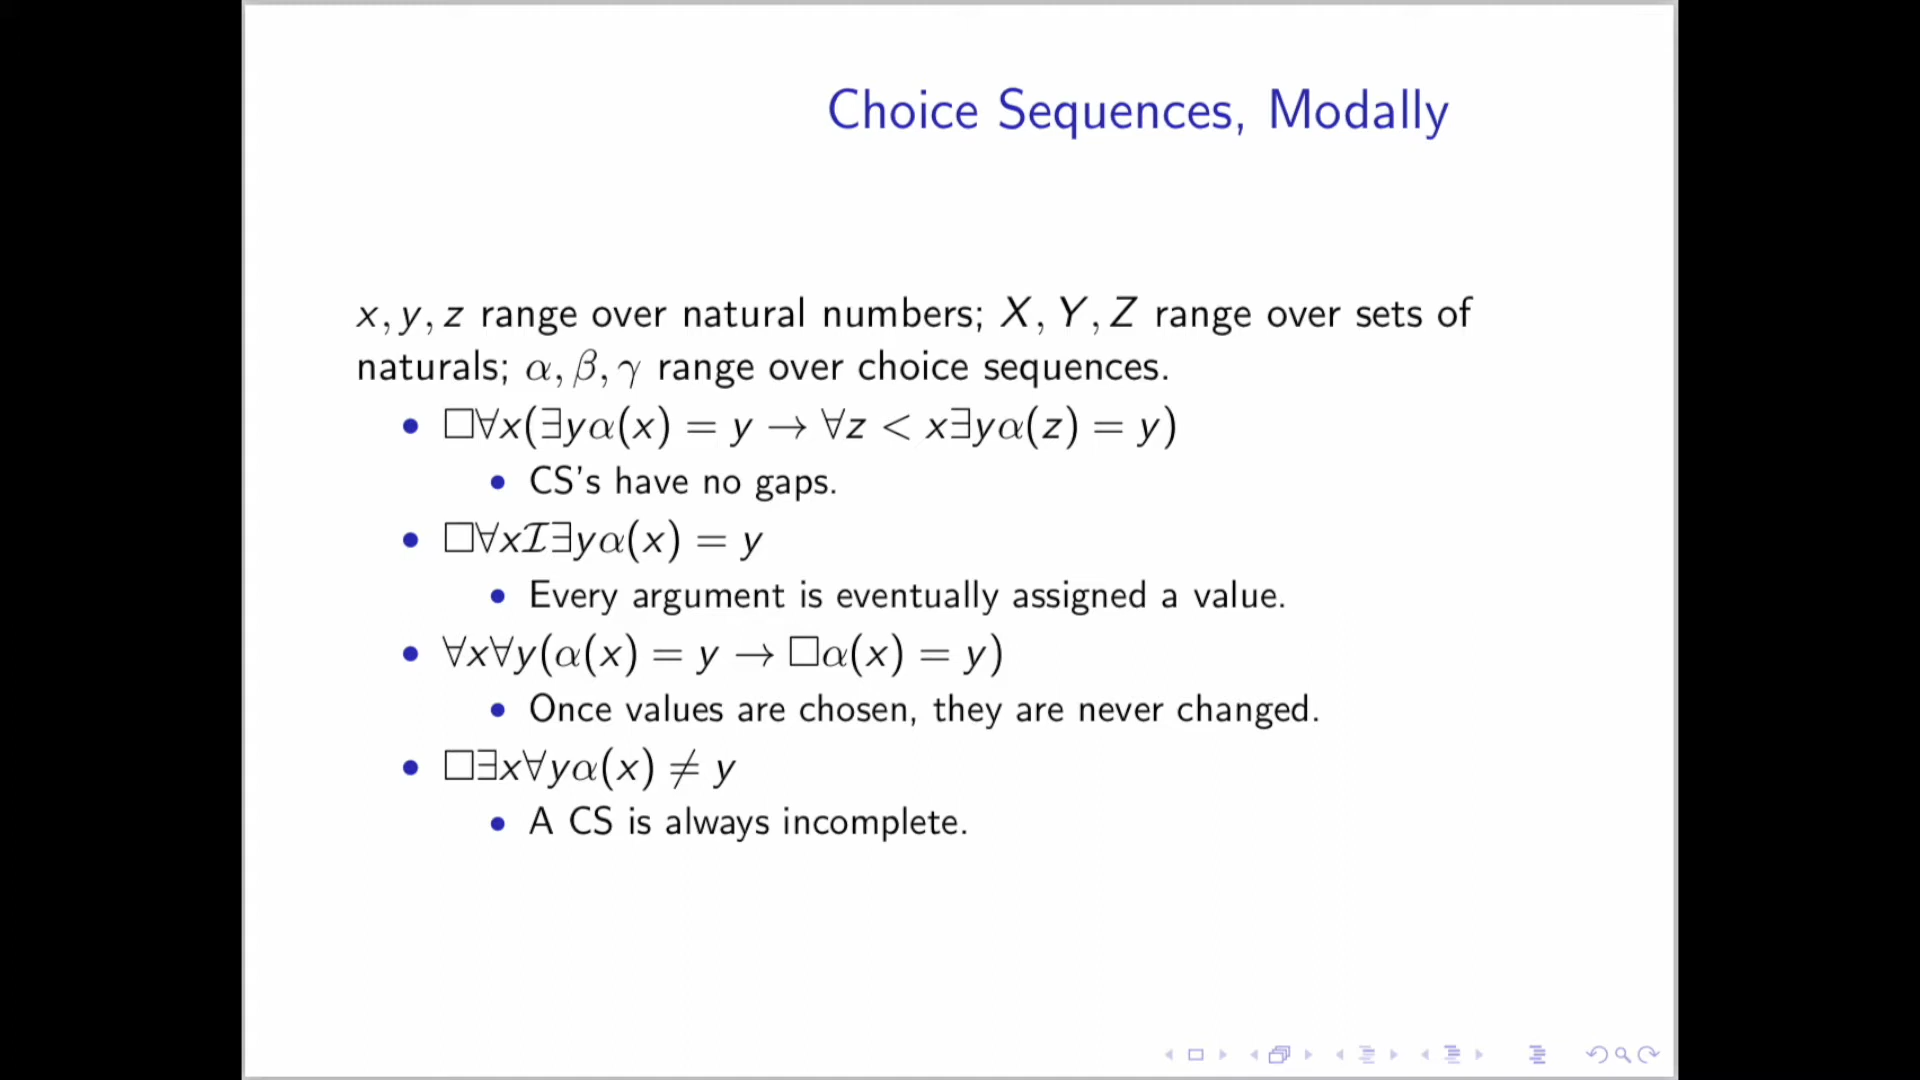 Choice Sequences, Modally
x, y, z range over natural numbers; X, Y, Z range over sets of
naturals; α, β, γ range over choice sequences.
• □∀x(∃yα(x) = y → ∀z < x∃yα(z) = y)
• CS's have no gaps.
• □∀xℐ∃yα(x) = y
• Every argument is eventually assigned a value.
• ∀x∀y(α(x) = y → □α(x) = y)
• Once values are chosen, they are never changed.
• □∃x∀yα(x) ≠ y
• A CS is always incomplete.